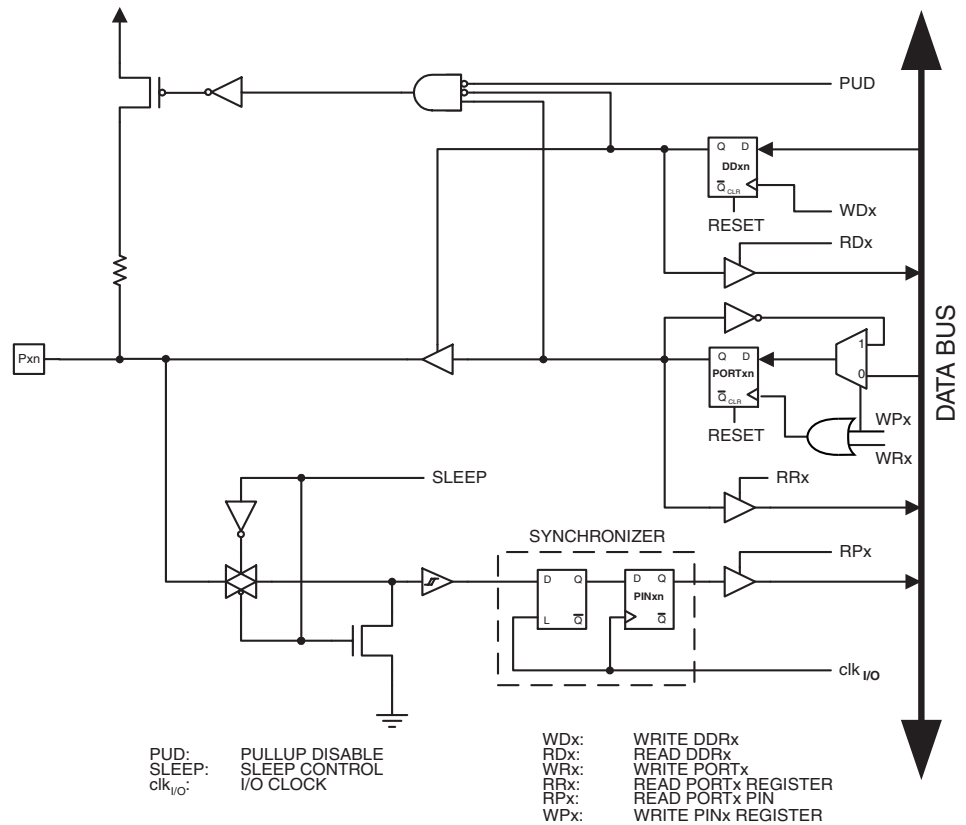 PUD
Q D
DDxn
Q CLR
WDx
RESET
RDx
Pxn
1
Q D
PORTxn
0
Q CLR
WPx
RESET
WRx
SLEEP
RRx
SYNCHRONIZER
RPx
D Q
D Q
PINxn
L Q
Q
clk I/O
DATA BUS
PUD: PULLUP DISABLE
SLEEP: SLEEP CONTROL
clkI/O: I/O CLOCK
WDx: WRITE DDRx
RDx: READ DDRx
WRx: WRITE PORTx
RRx: READ PORTx REGISTER
RPx: READ PORTx PIN
WPx: WRITE PINx REGISTER